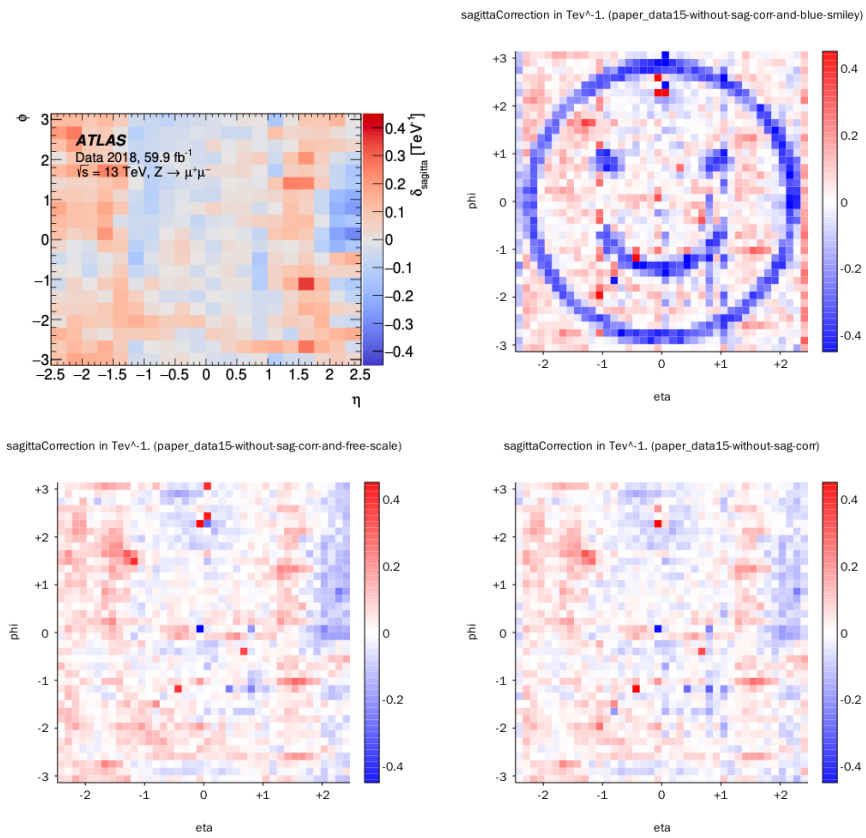 sagittaCorrection in Tev^-1. (paper_data15-without-sag-corr-and-blue-smiley)
ϕ
3
2
1
0
−1
−2
−3
ATLAS
Data 2018, 59.9 fb⁻¹
√s = 13 TeV, Z → μ⁺μ⁻
−2.5 −2 −1.5 −1 −0.5 0 0.5 1 1.5 2 2.5
η
0.4
0.3
0.2
0.1
0
−0.1
−0.2
−0.3
−0.4
δsagitta [TeV⁻¹]
phi
+3
+2
+1
0
-1
-2
-3
-2 -1 0 +1 +2
eta
0.4
0.2
0
-0.2
-0.4
sagittaCorrection in Tev^-1. (paper_data15-without-sag-corr-and-free-scale)
phi
+3
+2
+1
0
-1
-2
-3
-2 -1 0 +1 +2
eta
0.4
0.2
0
-0.2
-0.4
sagittaCorrection in Tev^-1. (paper_data15-without-sag-corr)
phi
+3
+2
+1
0
-1
-2
-3
-2 -1 0 +1 +2
eta
0.4
0.2
0
-0.2
-0.4